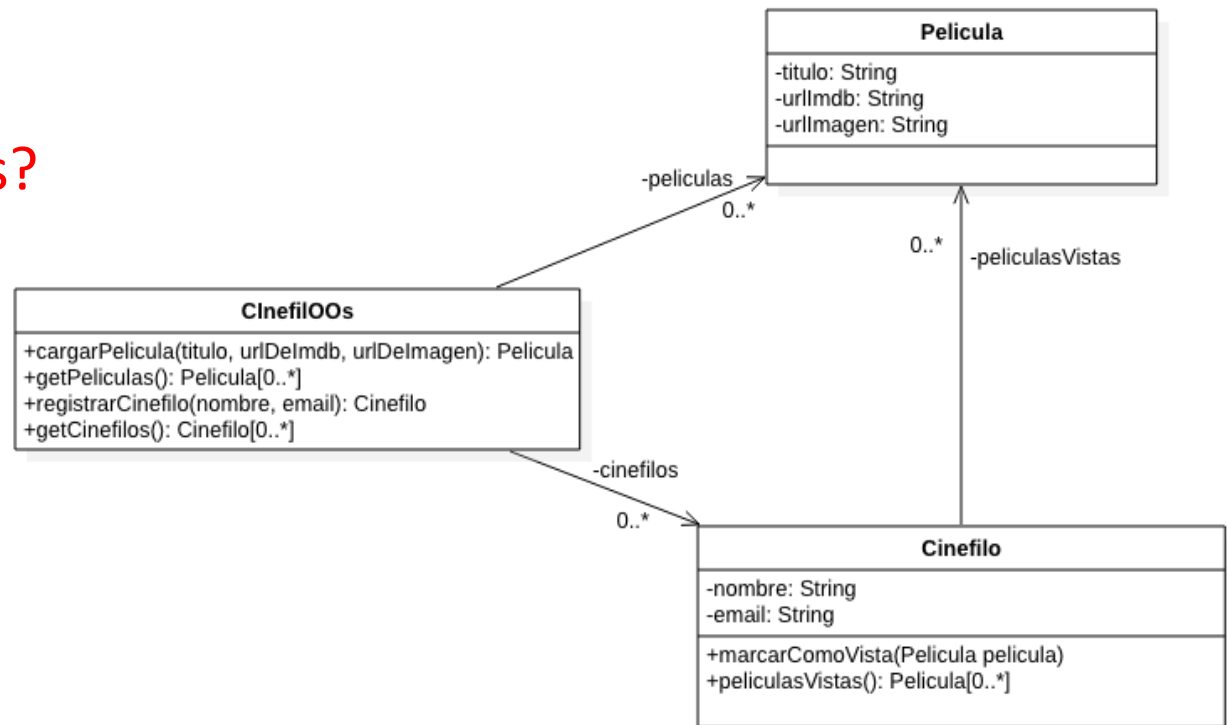 Pelicula
-titulo: String
-urlImdb: String
-urlImagen: String
s?
-peliculas
0..*
0..*
-peliculasVistas
CInefilOOs
+cargarPelicula(titulo, urlDeImdb, urlDeImagen): Pelicula
+getPeliculas(): Pelicula[0..*]
+registrarCinefilo(nombre, email): Cinefilo
+getCinefilos(): Cinefilo[0..*]
-cinefilos
0..*
Cinefilo
-nombre: String
-email: String
+marcarComoVista(Pelicula pelicula)
+peliculasVistas(): Pelicula[0..*]